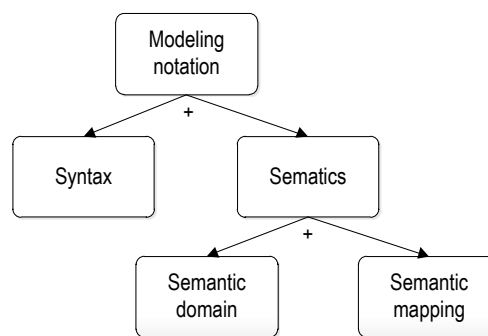 Modeling
notation
+
Syntax
Sematics
+
Semantic
domain
Semantic
mapping